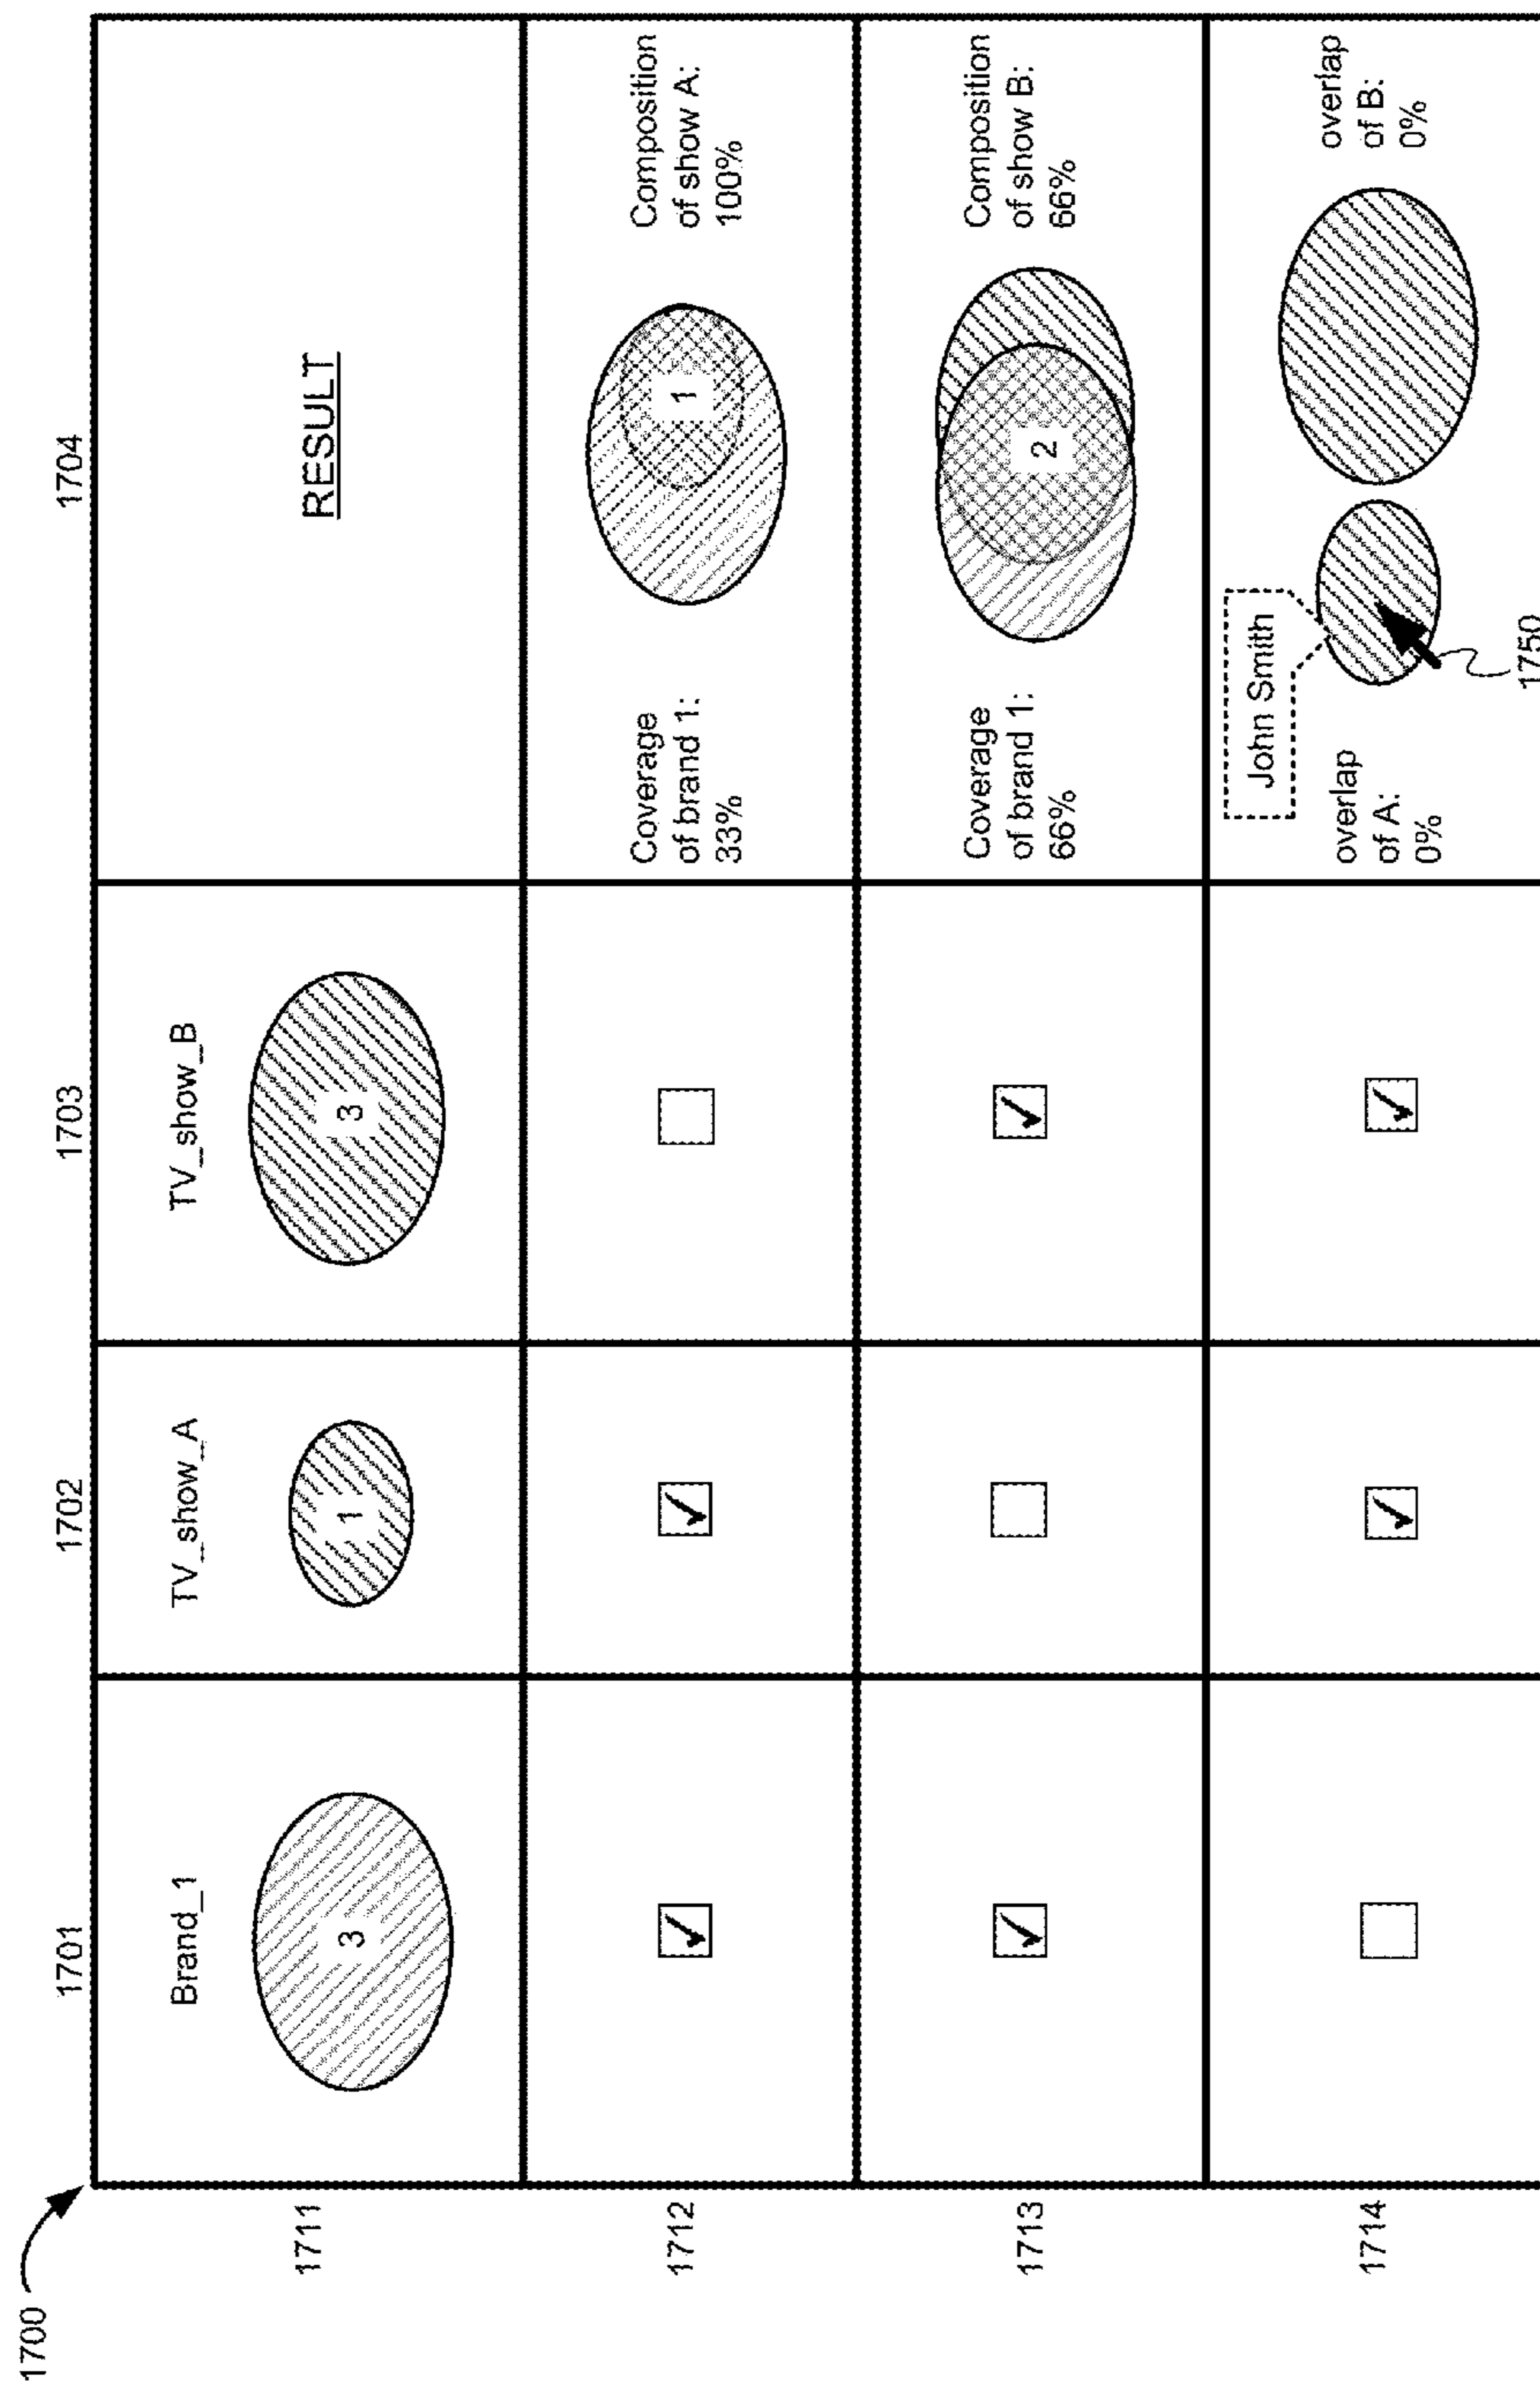 1700
1701
1702
1703
1704
1711
Brand_1
3
TV_show_A
1
TV_show_B
3
RESULT
1712
Coverage
of brand 1:
33%
1
Composition
of show A:
100%
1713
Coverage
of brand 1:
66%
2
Composition
of show B:
66%
1714
overlap
of A:
0%
John Smith
1750
overlap
of B:
0%